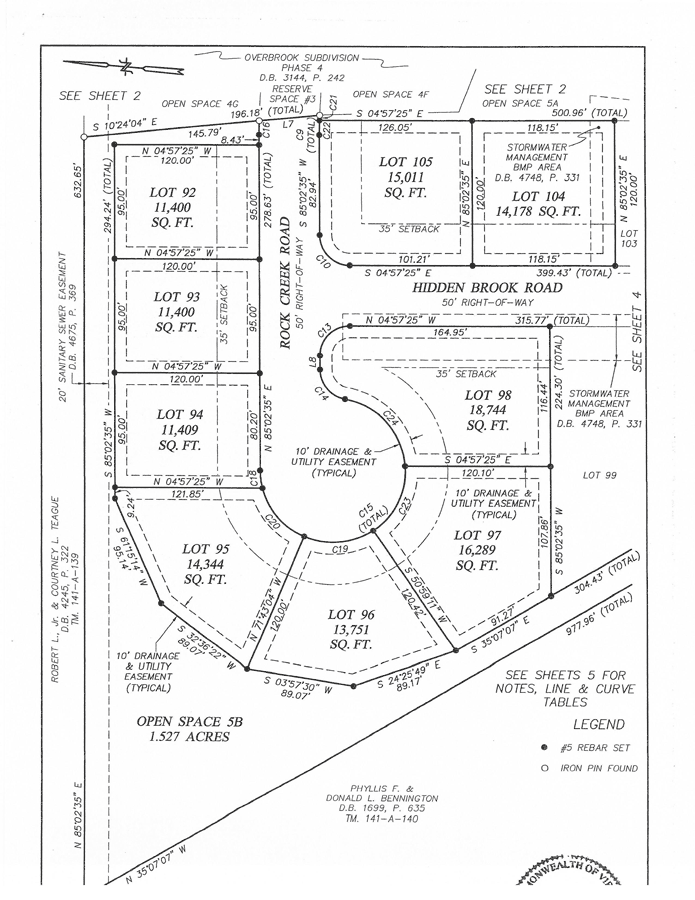 OVERBROOK SUBDIVISION
PHASE 4
D.B. 3144, P. 242
SEE SHEET 2
OPEN SPACE 4G
RESERVE
SPACE #3
OPEN SPACE 4F
SEE SHEET 2
OPEN SPACE 5A
S 10°24'04" E
196.18' (TOTAL)
L7
C21
S 04°57'25" E
500.96' (TOTAL)
145.79'
8.43'
C16
C9
(TOTAL)
C22
126.05'
118.15'
632.65'
294.24' (TOTAL)
N 04°57'25" W
120.00'
95.00'
LOT 92
11,400
SQ. FT.
95.00'
278.63' (TOTAL)
S 85°02'35" W
82.94'
LOT 105
15,011
SQ. FT.
N 85°02'35" E
120.00'
STORMWATER
MANAGEMENT
BMP AREA
D.B. 4748, P. 331
LOT 104
14,178 SQ. FT.
N 85°02'35" E
120.00'
LOT
103
35' SETBACK
N 04°57'25" W
120.00'
C10
101.21'
118.15'
S 04°57'25" E
399.43' (TOTAL)
ROCK CREEK ROAD
50' RIGHT-OF-WAY
HIDDEN BROOK ROAD
50' RIGHT-OF-WAY
20' SANITARY SEWER EASEMENT
D.B. 4675, P. 369
95.00'
LOT 93
11,400
SQ. FT.
35' SETBACK
95.00'
C13
N 04°57'25" W
315.77' (TOTAL)
164.95'
SEE SHEET 4
L8
N 04°57'25" W
120.00'
35' SETBACK
C14
LOT 98
18,744
SQ. FT.
116.44'
224.30' (TOTAL)
STORMWATER
MANAGEMENT
BMP AREA
D.B. 4748, P. 331
S 85°02'35" W
95.00'
LOT 94
11,409
SQ. FT.
80.20'
N 85°02'35" E
C24
10' DRAINAGE &
UTILITY EASEMENT
(TYPICAL)
S 04°57'25" E
120.10'
LOT 99
N 04°57'25" W
121.85'
C18
9.24'
C20
C15
(TOTAL)
C23
10' DRAINAGE &
UTILITY EASEMENT
(TYPICAL)
LOT 97
16,289
SQ. FT.
107.86'
S 85°02'35" W
ROBERT L., Jr. & COURTNEY L. TEAGUE
D.B. 4245, P. 322
TM. 141-A-139
S 61°15'14" W
95.14'
LOT 95
14,344
SQ. FT.
C19
N 71°43'04" W
120.00'
LOT 96
13,751
SQ. FT.
S 50°59'11" W
120.42'
91.27'
S 35°07'07" E
304.43' (TOTAL)
977.96' (TOTAL)
10' DRAINAGE
& UTILITY
EASEMENT
(TYPICAL)
S 32°36'22" W
89.07'
S 03°57'30" W
89.07'
S 24°25'49" E
89.17'
SEE SHEETS 5 FOR
NOTES, LINE & CURVE
TABLES
OPEN SPACE 5B
1.527 ACRES
LEGEND
#5 REBAR SET
IRON PIN FOUND
PHYLLIS F. &
DONALD L. BENNINGTON
D.B. 1699, P. 635
TM. 141-A-140
N 85°02'35" E
N 35°07'07" W